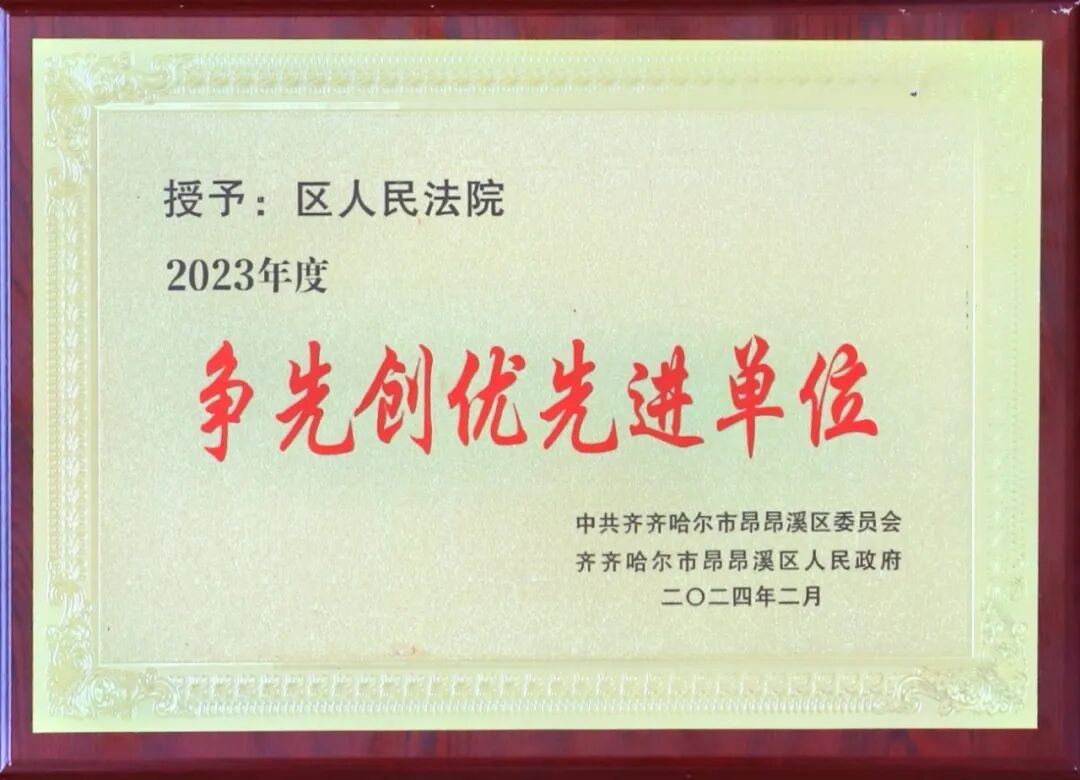 授予：区人民法院
2023年度
争先创优先进单位
中共齐齐哈尔市昂昂溪区委员会
齐齐哈尔市昂昂溪区人民政府
二〇二四年二月